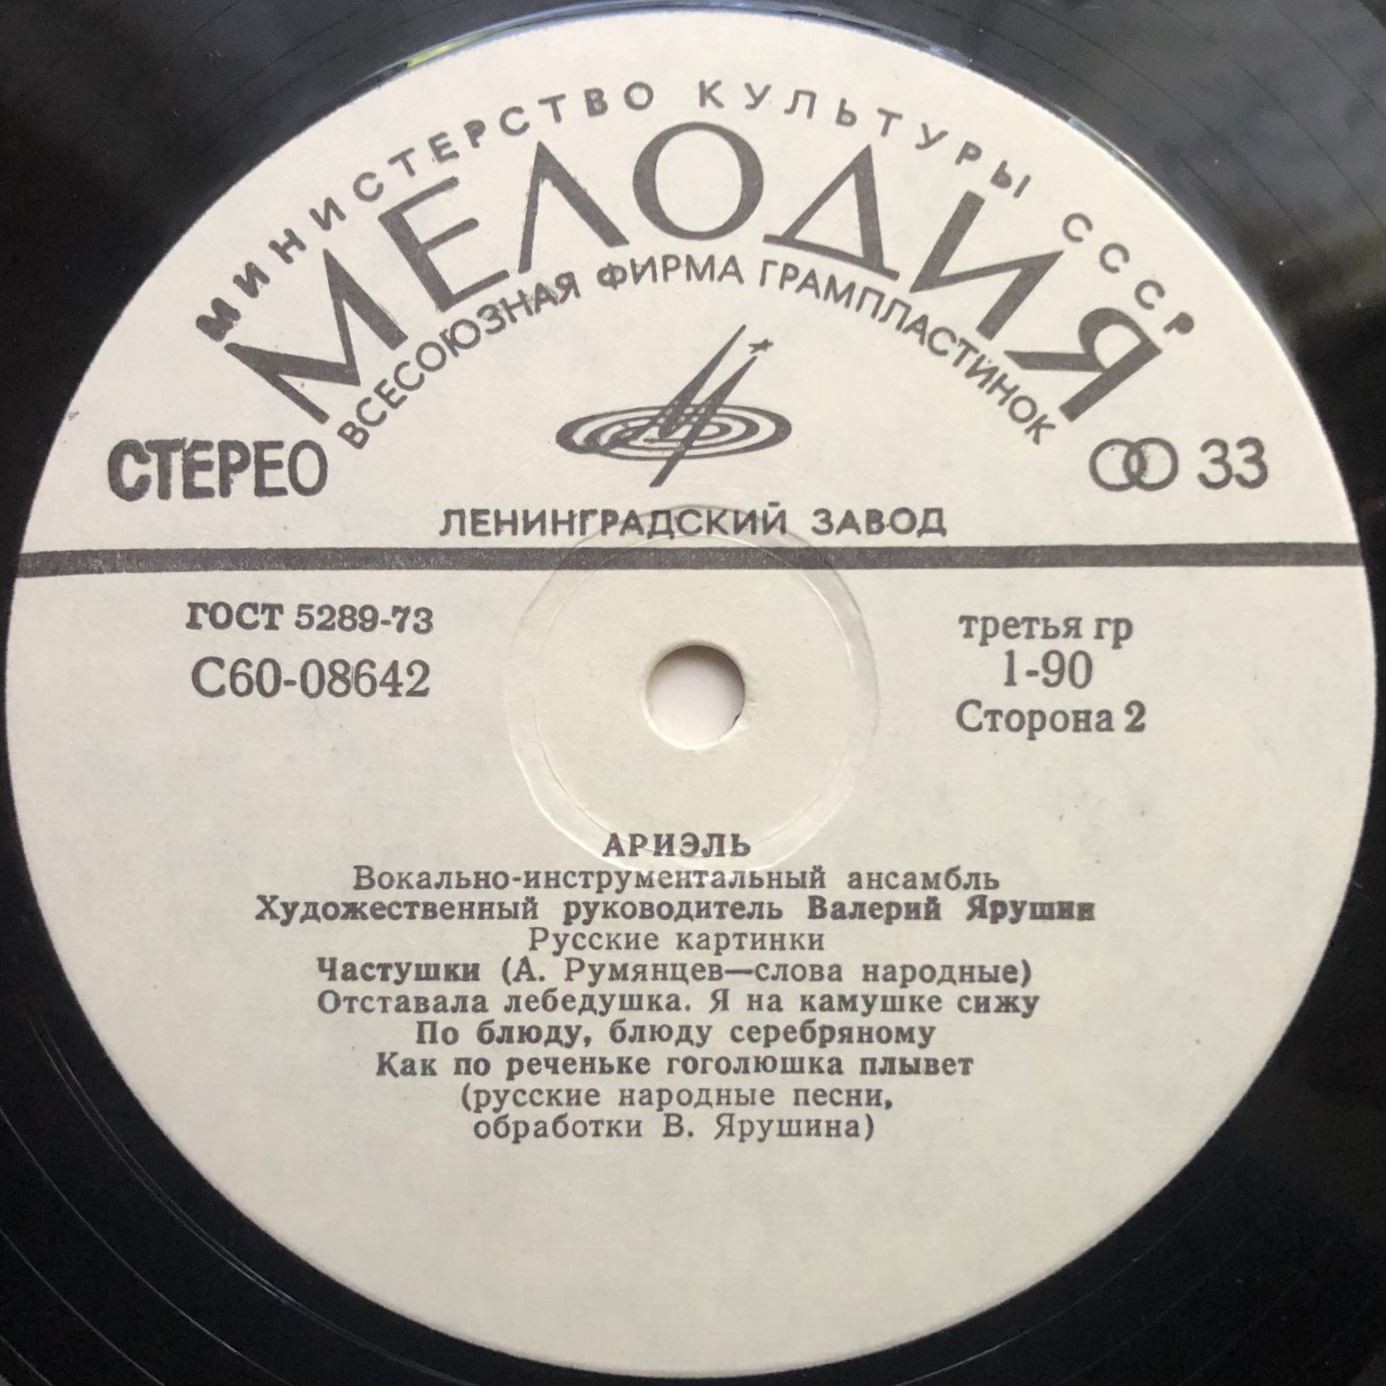 МИНИСТЕРСТВО КУЛЬТУРЫ СССР
МЕЛОДИЯ
ВСЕСОЮЗНАЯ ФИРМА ГРАМПЛАСТИНОК
СТЕРЕО
33
ЛЕНИНГРАДСКИЙ ЗАВОД
ГОСТ 5289-73
С60-08642
третья гр
1-90
Сторона 2
АРИЭЛЬ
Вокально-инструментальный ансамбль
Художественный руководитель Валерий Ярушин
Русские картинки
Частушки (А. Румянцев—слова народные)
Отставала лебедушка. Я на камушке сижу
По блюду, блюду серебряному
Как по реченьке гоголюшка плывет
(русские народные песни,
обработки В. Ярушина)